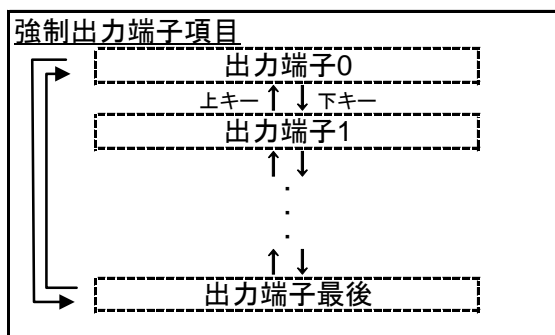 強制出力端子項目
出力端子0
上キー ↑ ↓ 下キー
出力端子1
↑ ↓
・
・
・
↑ ↓
出力端子最後